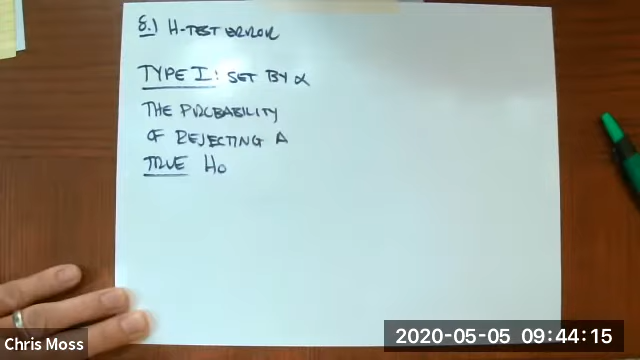 8.1 H-TEST ERROR
TYPE I: SET BY α
THE PROBABILITY
OF REJECTING A
TRUE H₀
Chris Moss
2020-05-05 09:44:15